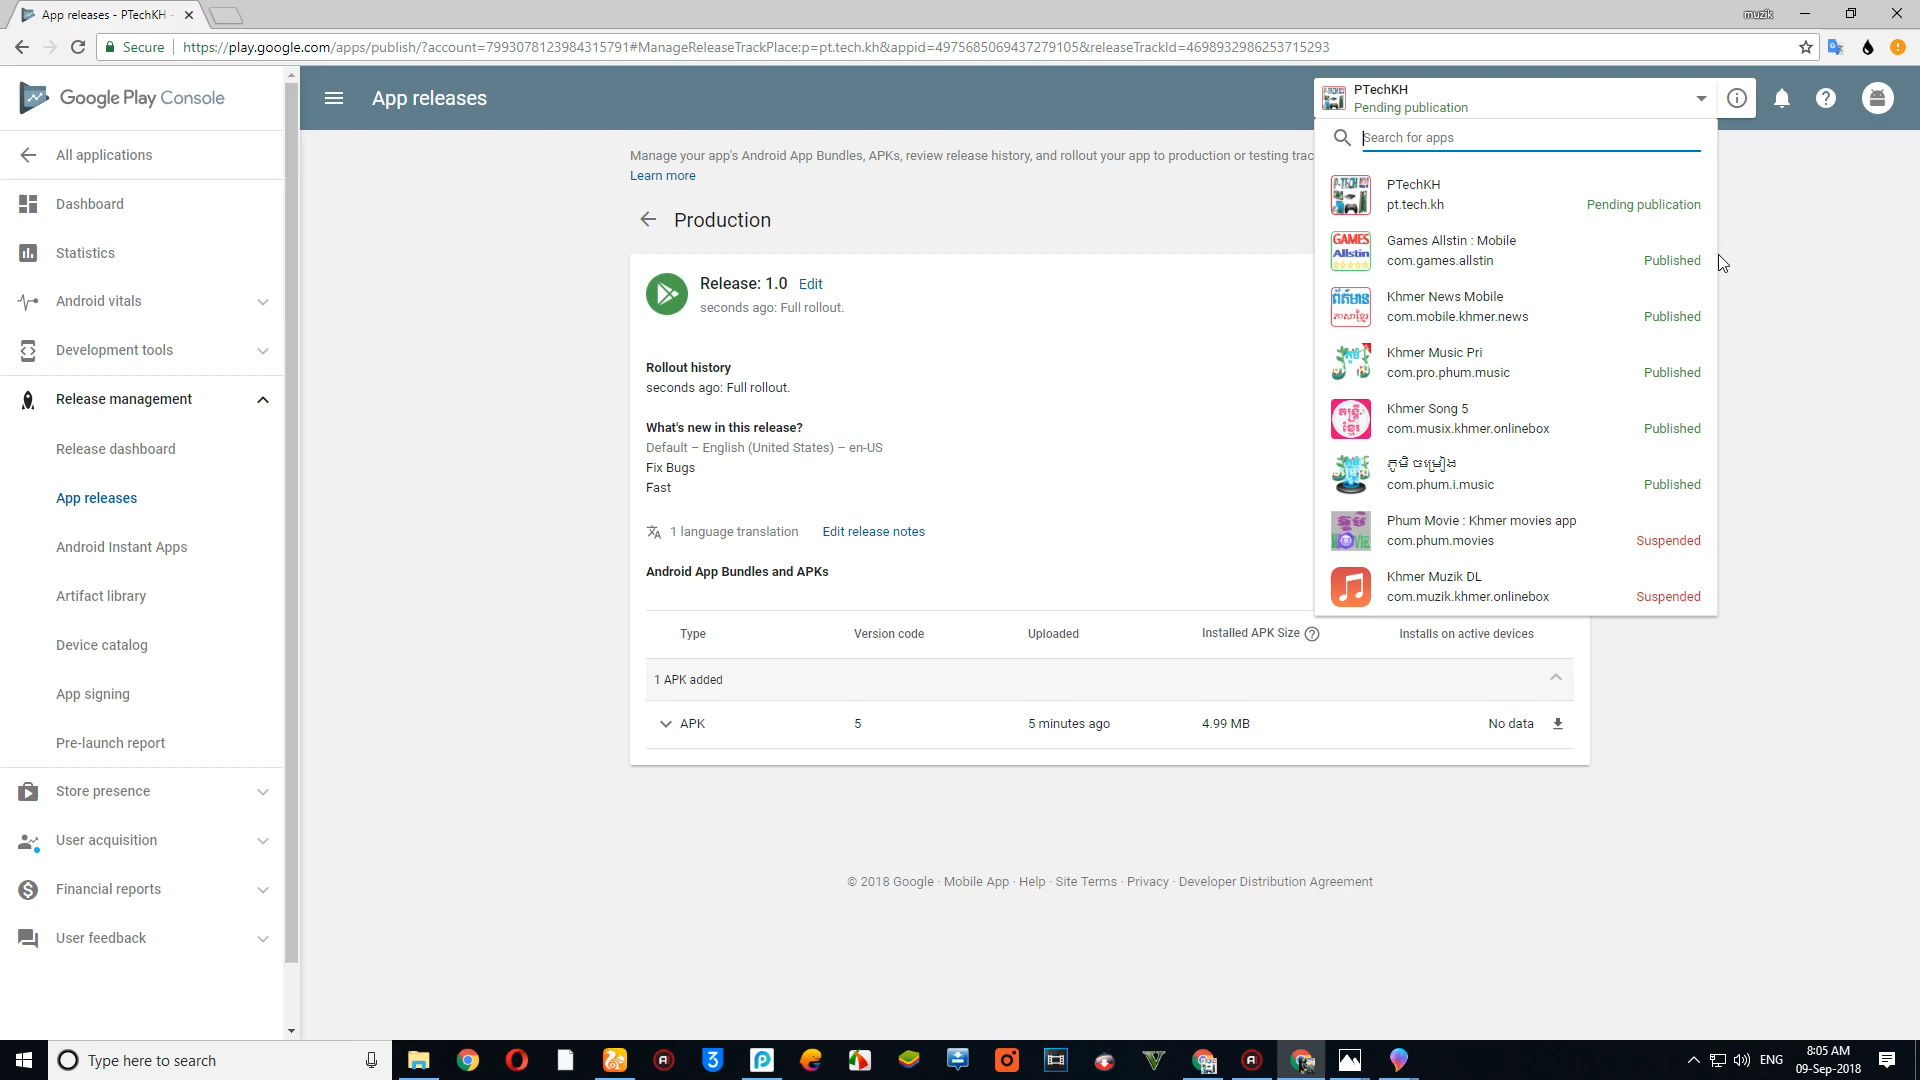 App releases - PTechKH -
muzik
Secure
https://play.google.com/apps/publish/?account=7993078123984315791#ManageReleaseTrackPlace:p=pt.tech.kh&appid=4975685069437279105&releaseTrackId=4698932986253715293
Google Play Console
App releases
PTechKH
Pending publication
All applications
Dashboard
Statistics
Android vitals
Development tools
Release management
Release dashboard
App releases
Android Instant Apps
Artifact library
Device catalog
App signing
Pre-launch report
Store presence
User acquisition
Financial reports
User feedback
Manage your app's Android App Bundles, APKs, review release history, and rollout your app to production or testing trac
Learn more
Production
Release: 1.0 Edit
seconds ago: Full rollout.
Rollout history
seconds ago: Full rollout.
What's new in this release?
Default – English (United States) – en-US
Fix Bugs
Fast
1 language translation Edit release notes
Android App Bundles and APKs
Type Version code Uploaded Installed APK Size Installs on active devices
1 APK added
APK 5 5 minutes ago 4.99 MB No data
© 2018 Google · Mobile App · Help · Site Terms · Privacy · Developer Distribution Agreement
Search for apps
PTechKH
pt.tech.kh Pending publication
Games Allstin : Mobile
com.games.allstin Published
Khmer News Mobile
com.mobile.khmer.news Published
Khmer Music Pri
com.pro.phum.music Published
Khmer Song 5
com.musix.khmer.onlinebox Published
ភូមិ ចម្រៀង
com.phum.i.music Published
Phum Movie : Khmer movies app
com.phum.movies Suspended
Khmer Muzik DL
com.muzik.khmer.onlinebox Suspended
GAMES
Allstin
ព័ត៌មាន
ភាសាខ្មែរ
Type here to search
ENG
8:05 AM
09-Sep-2018